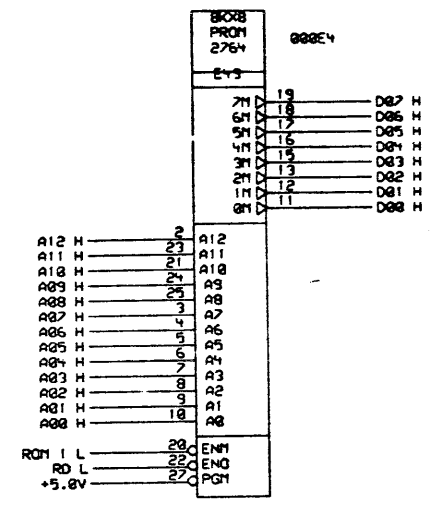 8KX8
PROM
2764
000E4
E49
7M 19 D07 H
6M 18 D06 H
5M 17 D05 H
4M 16 D04 H
3M 15 D03 H
2M 13 D02 H
1M 12 D01 H
0M 11 D00 H
A12 H 2 A12
A11 H 23 A11
A10 H 21 A10
A09 H 24 A9
A08 H 25 A8
A07 H 3 A7
A06 H 4 A6
A05 H 5 A5
A04 H 6 A4
A03 H 7 A3
A02 H 8 A2
A01 H 9 A1
A00 H 10 A0
ROM 1 L 20 ENM
RD L 22 ENO
+5.0V 27 PGM